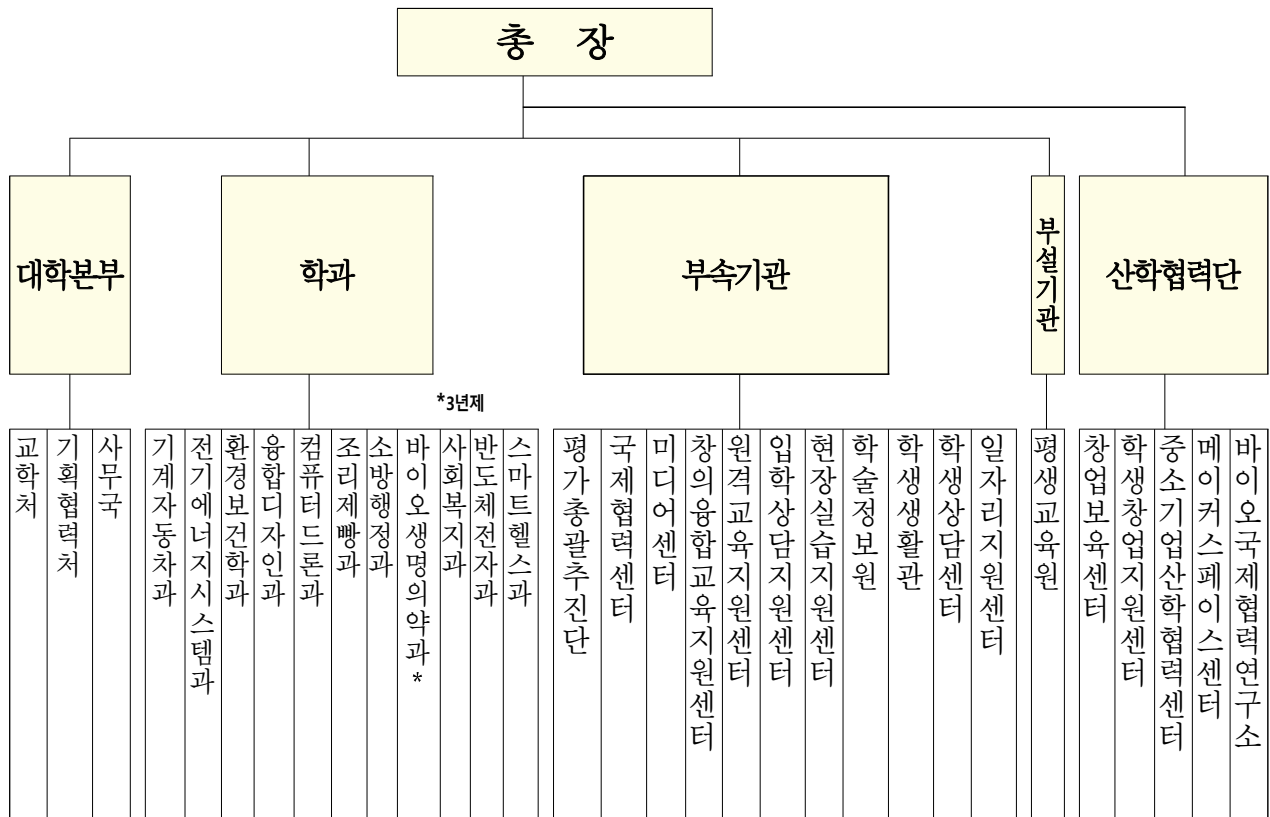 총 장
대학본부
학과
부속기관
부설기관
산학협력단
*3년제
교학처
기획협력처
사무국
기계자동차과
전기에너지시스템과
환경보건학과
융합디자인과
컴퓨터드론과
조리제빵과
소방행정과
바이오생명의약과*
사회복지과
반도체전자과
스마트헬스과
평가총괄추진단
국제협력센터
미디어센터
창의융합교육지원센터
원격교육지원센터
입학상담지원센터
현장실습지원센터
학술정보원
학생생활관
학생상담센터
일자리지원센터
평생교육원
창업보육센터
학생창업지원센터
중소기업산학협력센터
메이커스페이스센터
바이오국제협력연구소